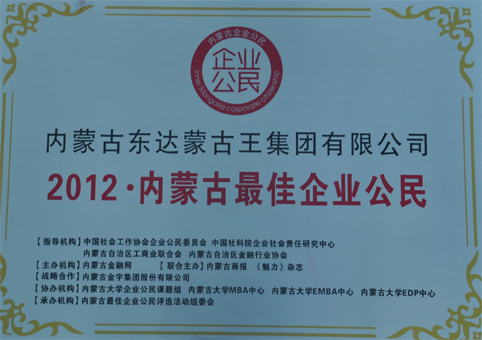 内蒙古企业公民
企业
公民
Inner Mongolia corporate citizenship
内蒙古东达蒙古王集团有限公司
2012·内蒙古最佳企业公民
【指导机构】中国社会工作协会企业公民委员会 中国社科院企业社会责任研究中心
内蒙古自治区工商业联合会 内蒙古自治区金融行业协会
【主办机构】内蒙古金融网 【联合主办】内蒙古商报 《魅力》杂志
【战略合作】内蒙古金宇集团股份有限公司
【协办机构】内蒙古大学企业公民课题组 内蒙古大学MBA中心 内蒙古大学EMBA中心 内蒙古大学EDP中心
【承办机构】内蒙古最佳企业公民评选活动组委会